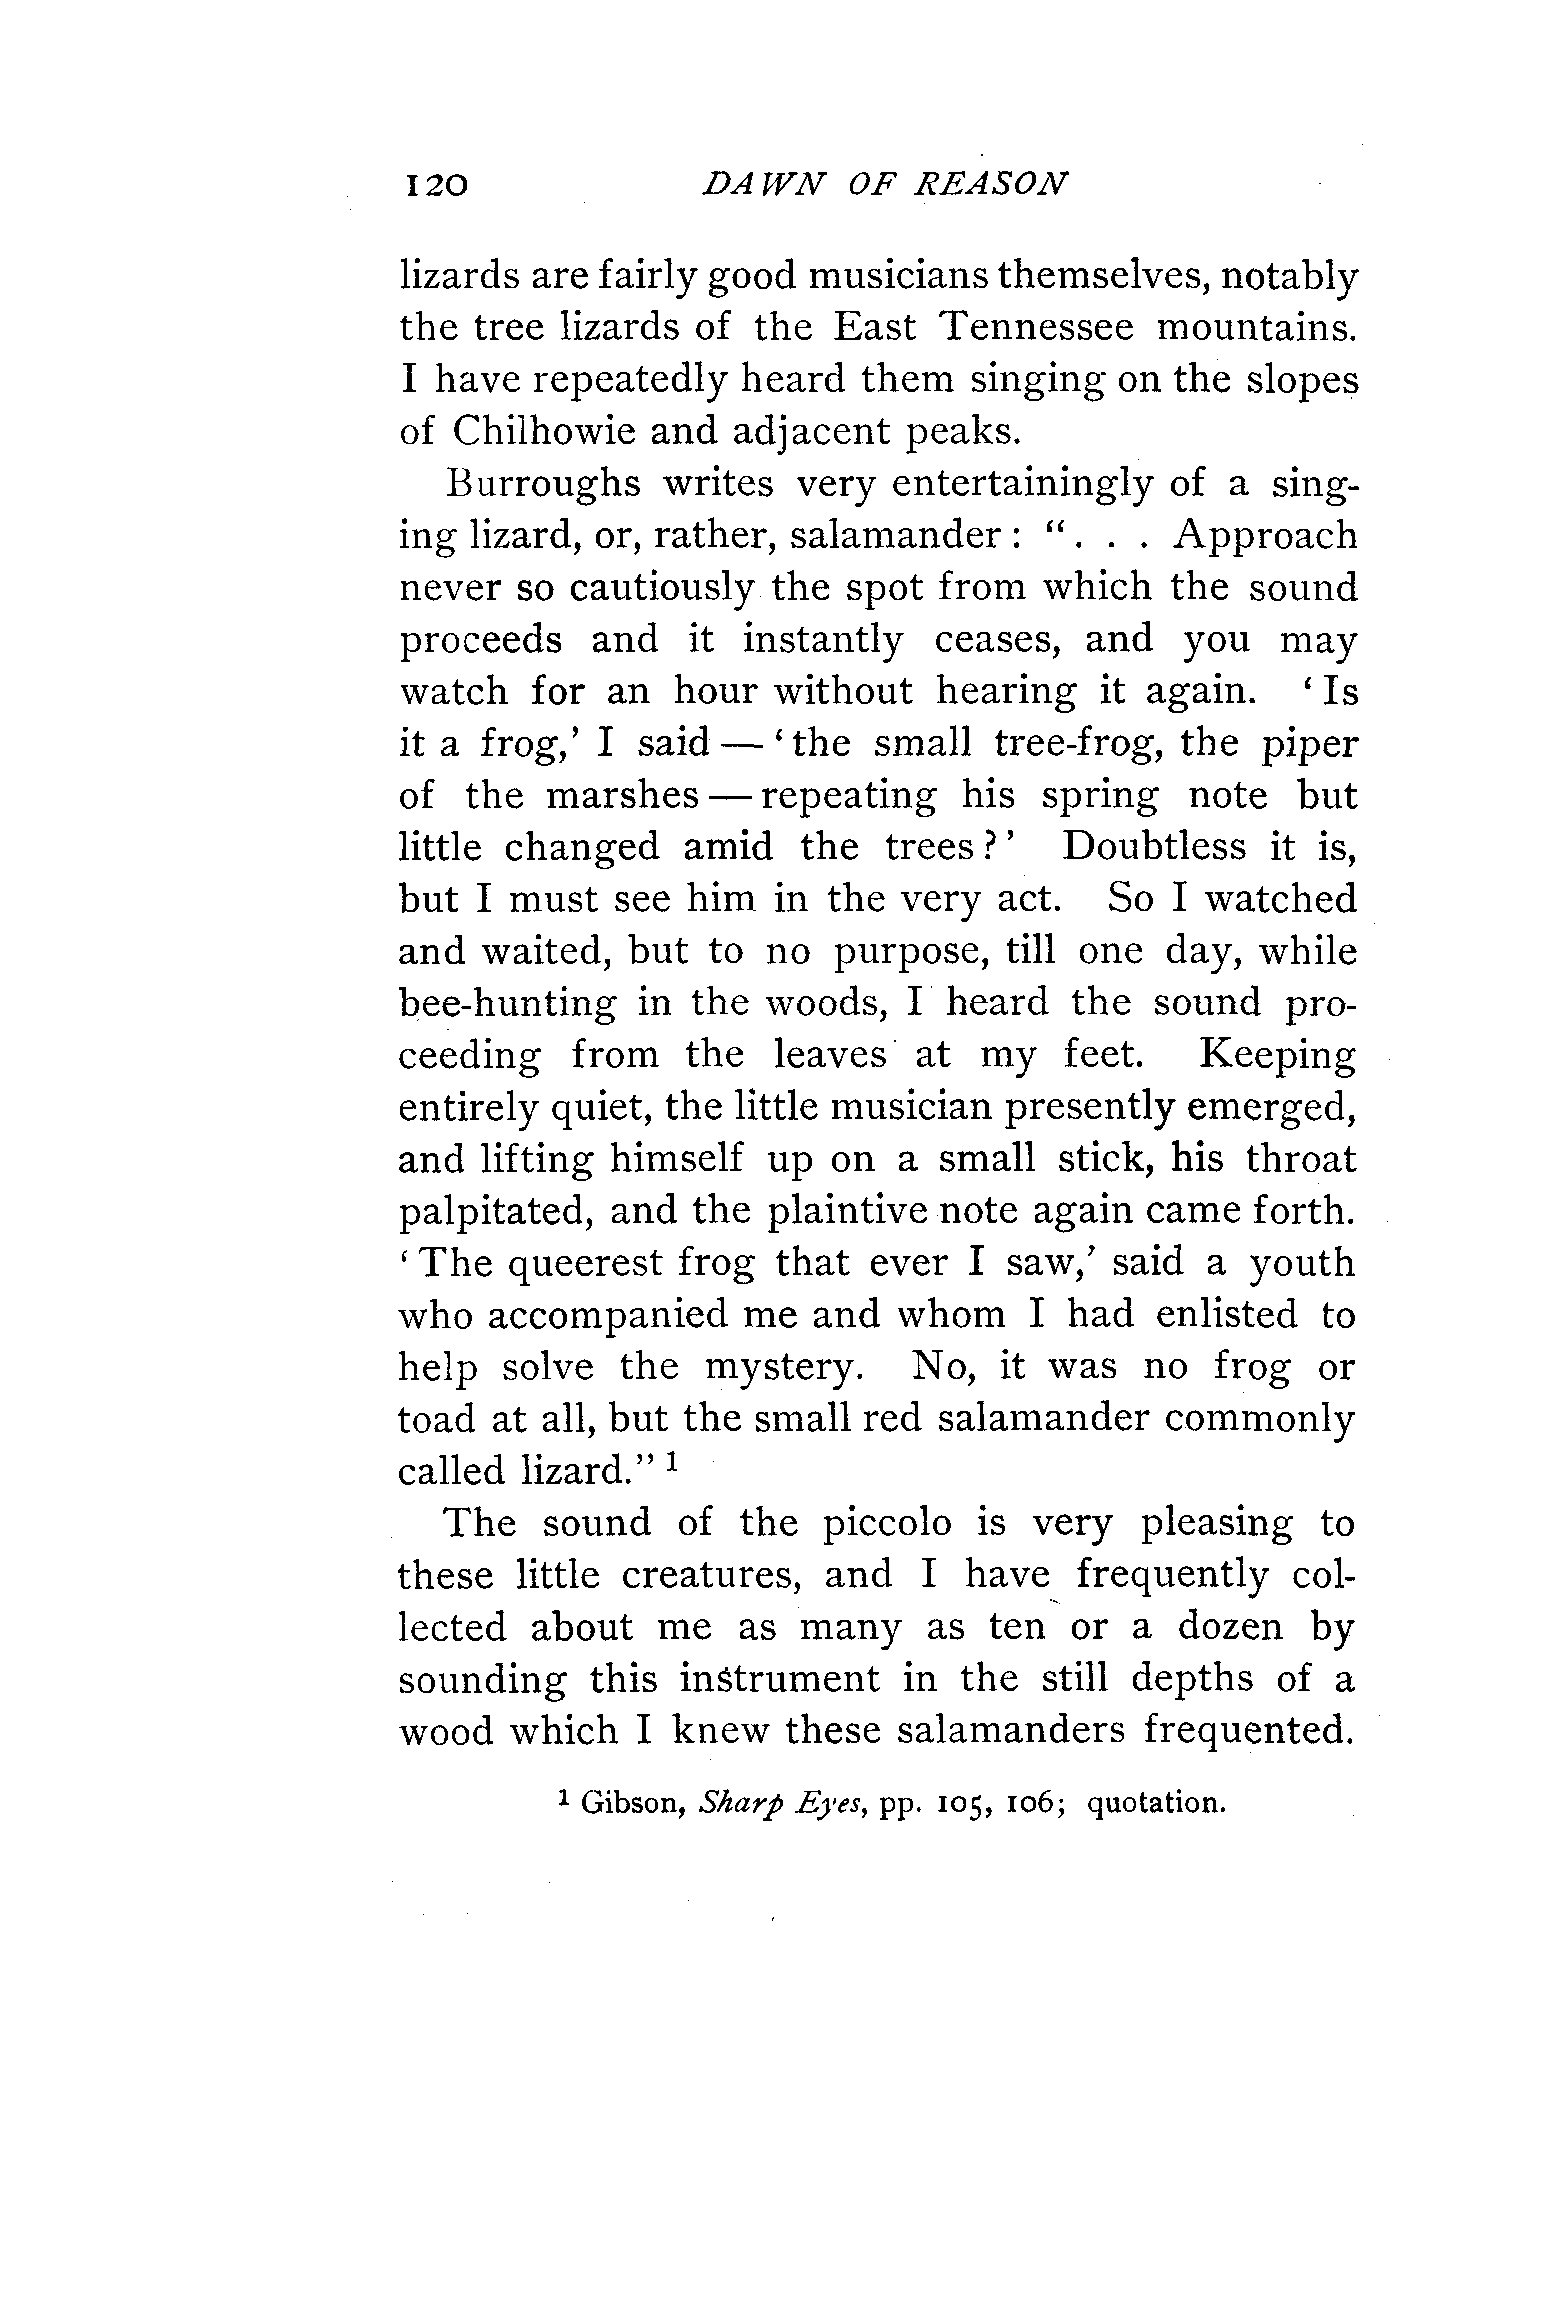 120 DAWN OF REASON
lizards are fairly good musicians themselves, notably
the tree lizards of the East Tennessee mountains.
I have repeatedly heard them singing on the slopes
of Chilhowie and adjacent peaks.
Burroughs writes very entertainingly of a sing-
ing lizard, or, rather, salamander : “. . . Approach
never so cautiously the spot from which the sound
proceeds and it instantly ceases, and you may
watch for an hour without hearing it again. ‘Is
it a frog,’ I said — ‘the small tree-frog, the piper
of the marshes — repeating his spring note but
little changed amid the trees?’ Doubtless it is,
but I must see him in the very act. So I watched
and waited, but to no purpose, till one day, while
bee-hunting in the woods, I heard the sound pro-
ceeding from the leaves at my feet. Keeping
entirely quiet, the little musician presently emerged,
and lifting himself up on a small stick, his throat
palpitated, and the plaintive note again came forth.
‘The queerest frog that ever I saw,’ said a youth
who accompanied me and whom I had enlisted to
help solve the mystery. No, it was no frog or
toad at all, but the small red salamander commonly
called lizard.” 1
The sound of the piccolo is very pleasing to
these little creatures, and I have frequently col-
lected about me as many as ten or a dozen by
sounding this instrument in the still depths of a
wood which I knew these salamanders frequented.
1 Gibson, Sharp Eyes, pp. 105, 106; quotation.